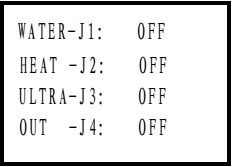 WATER-J1: OFF
HEAT -J2: OFF
ULTRA-J3: OFF
OUT -J4: OFF